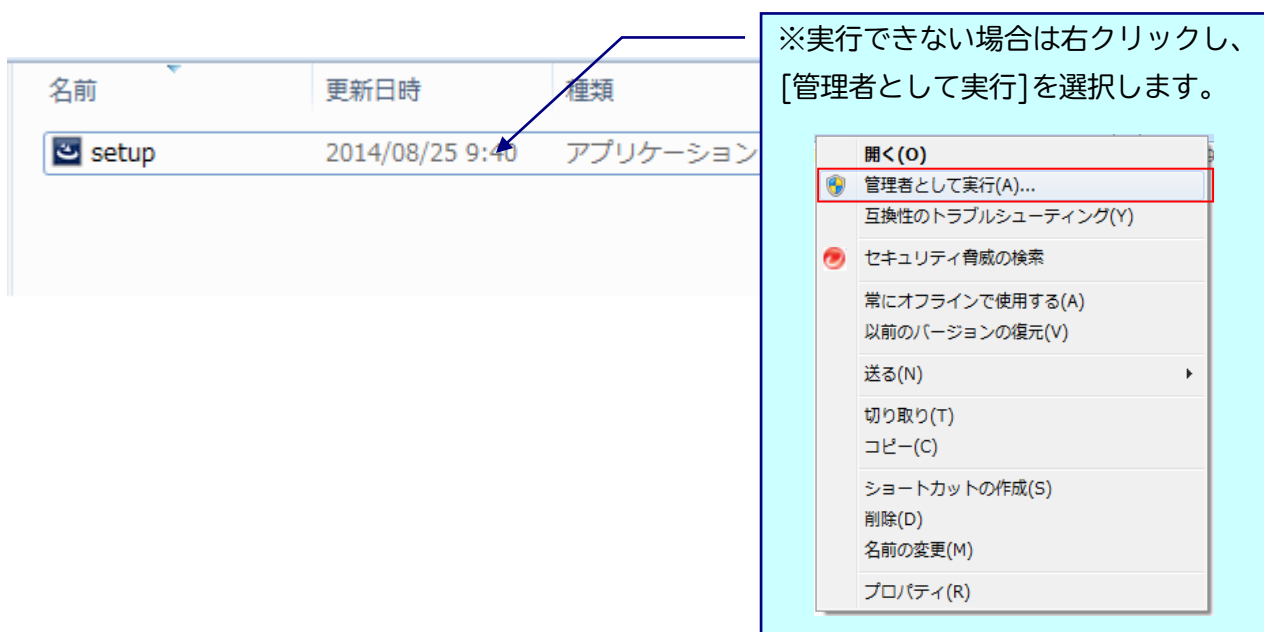 名前 更新日時 種類
setup 2014/08/25 9:40 アプリケーション
※実行できない場合は右クリックし、
[管理者として実行]を選択します。
開く(O)
管理者として実行(A)...
互換性のトラブルシューティング(Y)
セキュリティ脅威の検索
常にオフラインで使用する(A)
以前のバージョンの復元(V)
送る(N)
切り取り(T)
コピー(C)
ショートカットの作成(S)
削除(D)
名前の変更(M)
プロパティ(R)